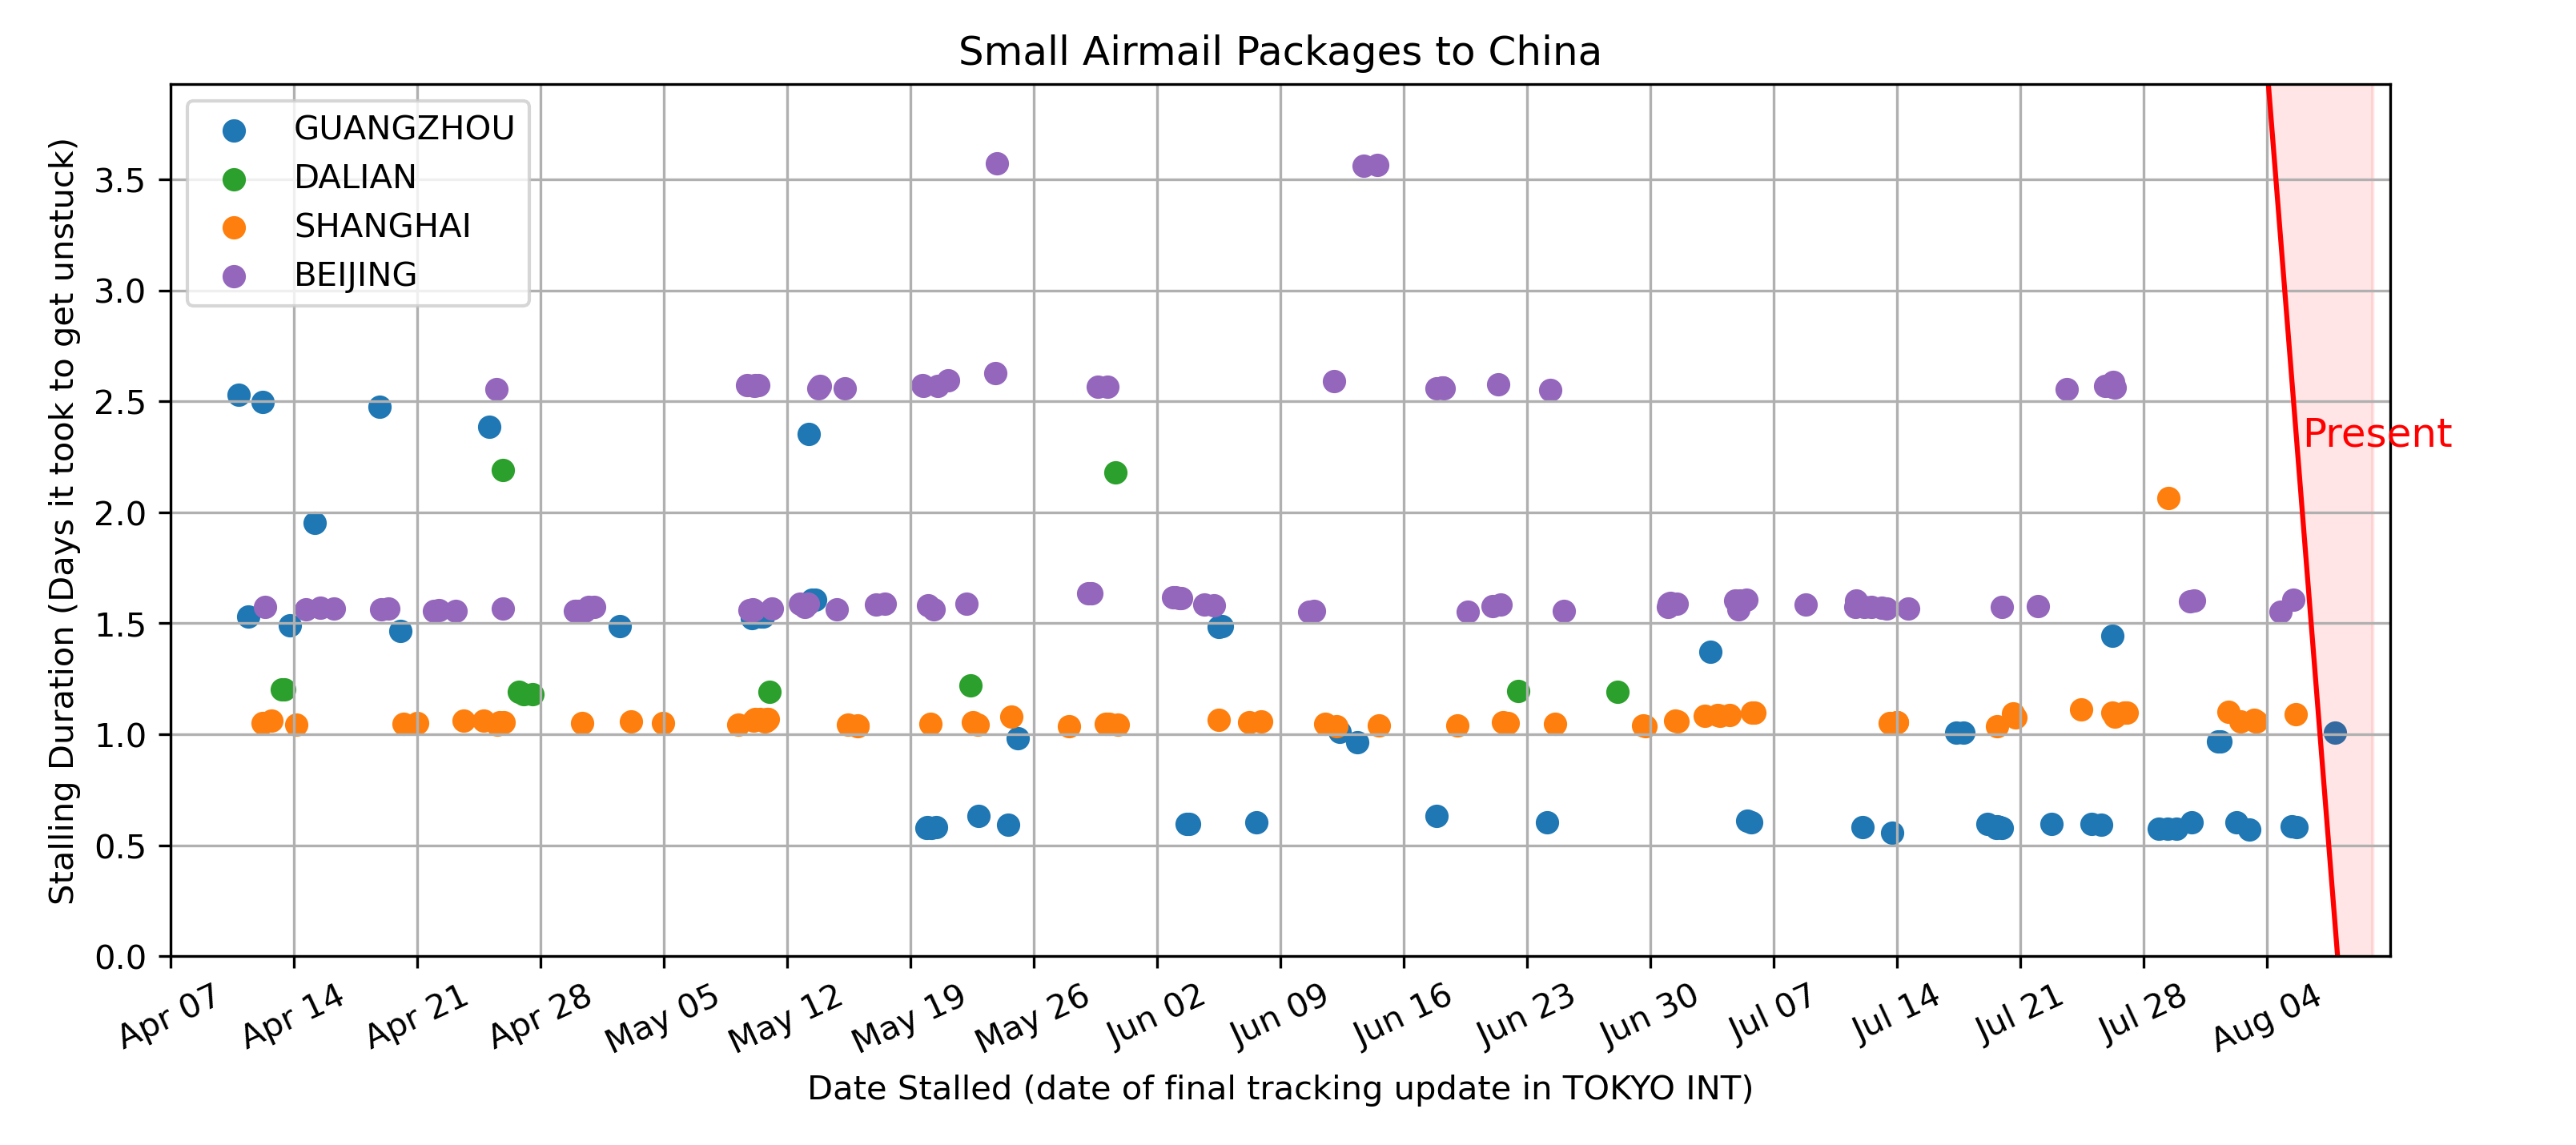 Small Airmail Packages to China
GUANGZHOU
DALIAN
SHANGHAI
BEIJING
Stalling Duration (Days it took to get unstuck)
3.5
3.0
2.5
2.0
1.5
1.0
0.5
0.0
Present
Apr 07
Apr 14
Apr 21
Apr 28
May 05
May 12
May 19
May 26
Jun 02
Jun 09
Jun 16
Jun 23
Jun 30
Jul 07
Jul 14
Jul 21
Jul 28
Aug 04
Date Stalled (date of final tracking update in TOKYO INT)